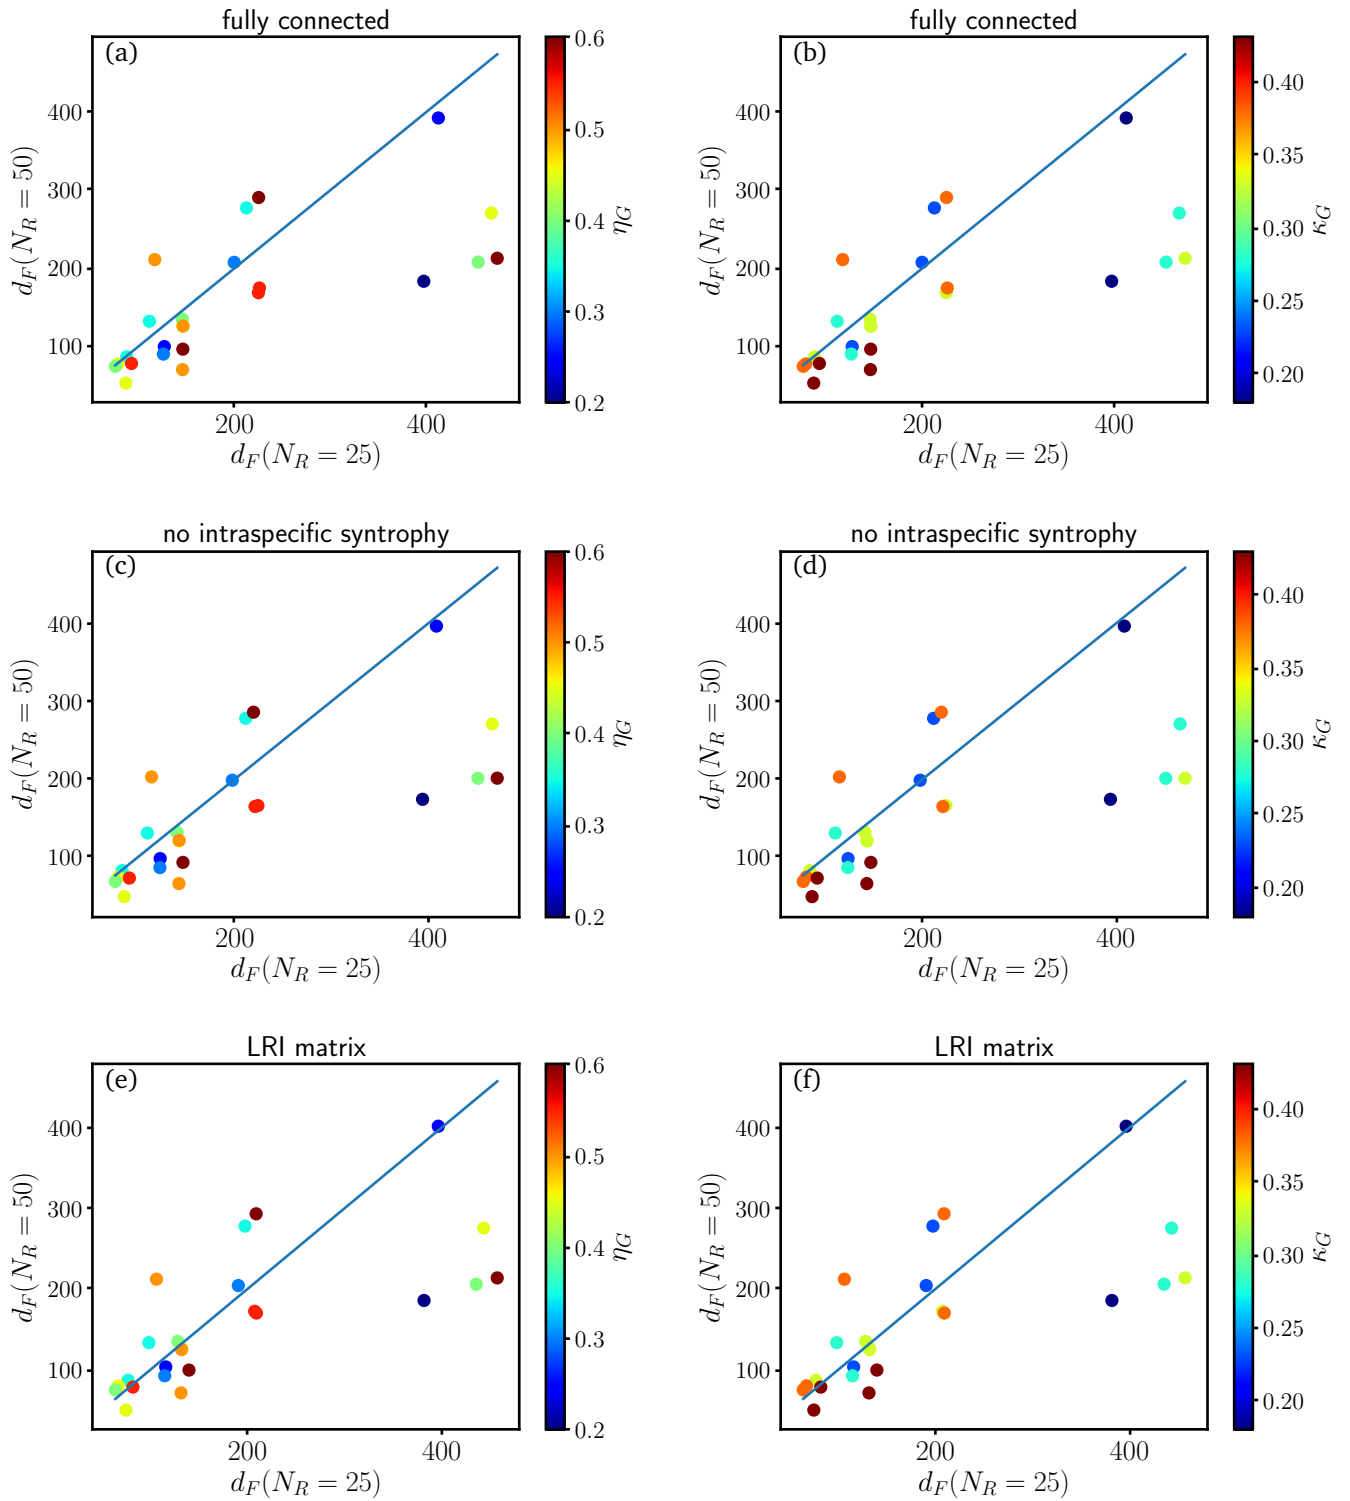 fully connected
(a)
400
300
200
100
200 400
d_F(N_R = 25)
d_F(N_R = 50)
0.6
0.5
0.4
0.3
0.2
η_G
fully connected
(b)
400
300
200
100
200 400
d_F(N_R = 25)
d_F(N_R = 50)
0.40
0.35
0.30
0.25
0.20
κ_G
no intraspecific syntrophy
(c)
400
300
200
100
200 400
d_F(N_R = 25)
d_F(N_R = 50)
0.6
0.5
0.4
0.3
0.2
η_G
no intraspecific syntrophy
(d)
400
300
200
100
200 400
d_F(N_R = 25)
d_F(N_R = 50)
0.40
0.35
0.30
0.25
0.20
κ_G
LRI matrix
(e)
400
300
200
100
200 400
d_F(N_R = 25)
d_F(N_R = 50)
0.6
0.5
0.4
0.3
0.2
η_G
LRI matrix
(f)
400
300
200
100
200 400
d_F(N_R = 25)
d_F(N_R = 50)
0.40
0.35
0.30
0.25
0.20
κ_G